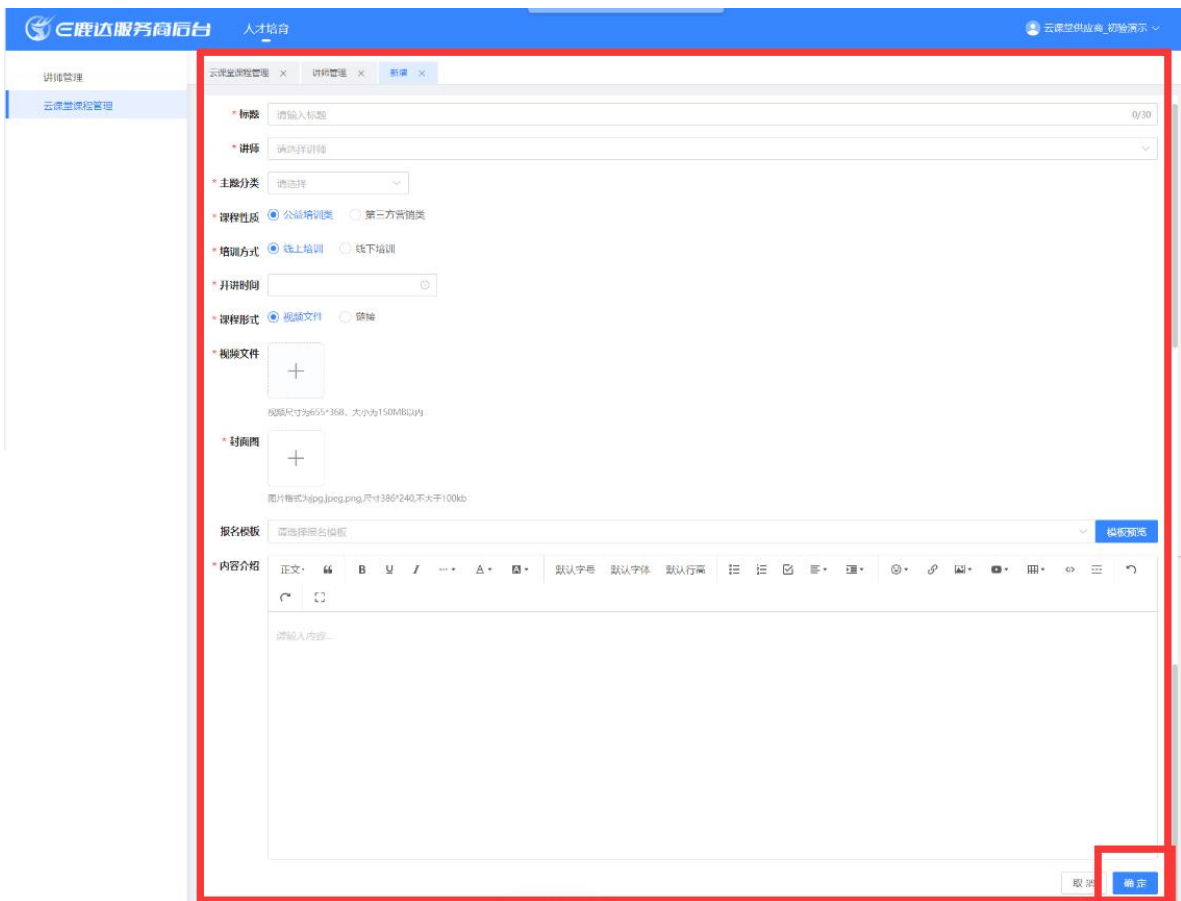 E鹿达服务商后台 人才培育 云课堂供应商_初验演示
讲师管理
云课堂课程管理
云课堂课程管理 × 讲师管理 × 新增 ×
* 标题 请输入标题 0/30
* 讲师 请选择讲师
* 主题分类 请选择
* 课程性质 公益培训类 第三方营销类
* 培训方式 线上培训 线下培训
* 开讲时间
* 课程形式 视频文件 链接
* 视频文件
视频尺寸为655*368，大小为150MB以内
* 封面图
图片格式为jpg,jpeg,png,尺寸386*240,不大于100kb
报名模板 请选择报名模板 模板预览
* 内容介绍 正文 B U I A A 默认字号 默认字体 默认行高
请输入内容...
取消 确定